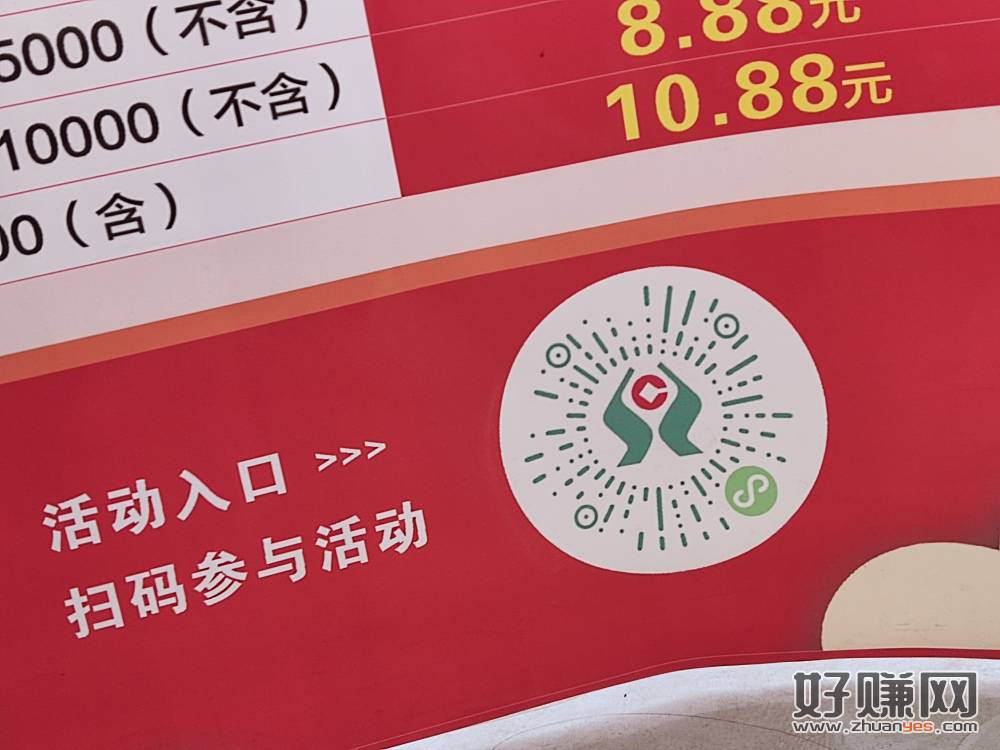 5000（不含）
8.88元
10000（不含）
10.88元
00（含）
活动入口 >>>
扫码参与活动
好赚网
www.zhuanyes.com